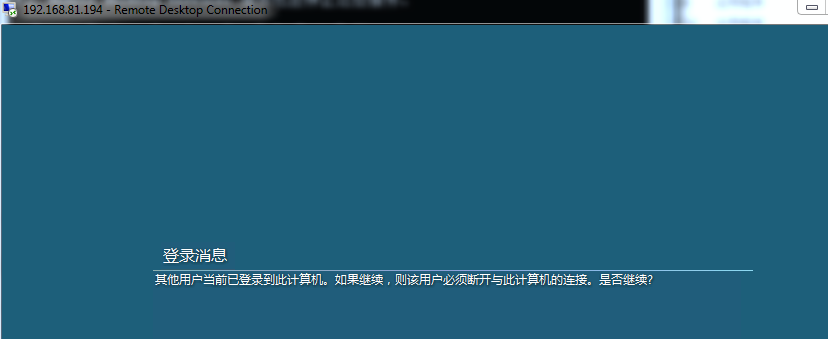 192.168.81.194 - Remote Desktop Connection
登录消息
其他用户当前已登录到此计算机。如果继续，则该用户必须断开与此计算机的连接。是否继续?